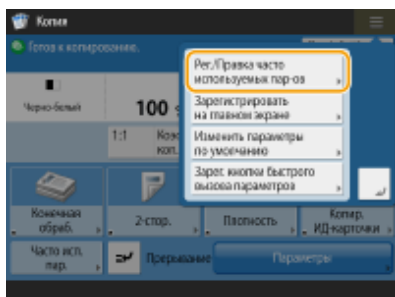 Копия
Готов к копированию.
Рег./Правка часто
используемых пар-ов
Зарегистрировать
на главном экране
Изменить параметры
по умолчанию
Зарег. кнопки быстрого
вызова параметров
Черно-белый
100
1:1
коп.
Конечная
обраб.
2-стор.
Плотность
Копир.
ИД-карточки
Часто исп.
пар.
Прерывание
Параметры